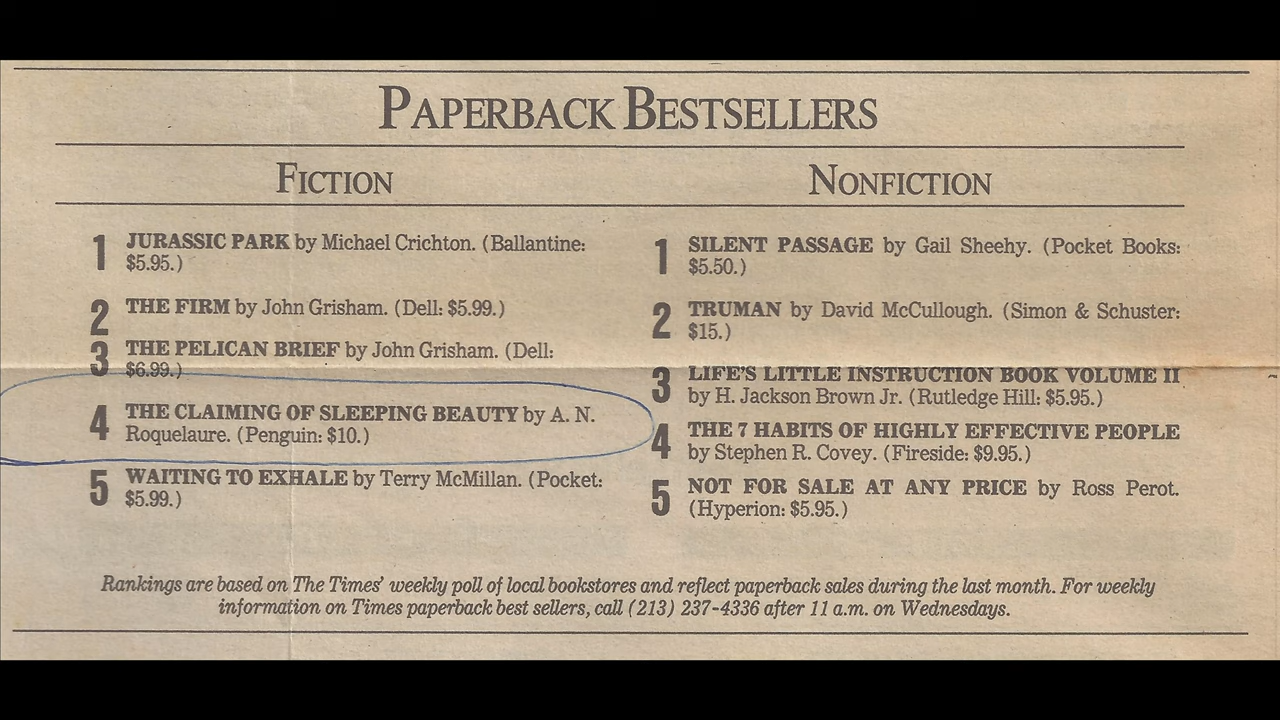 PAPERBACK BESTSELLERS
FICTION
1 JURASSIC PARK by Michael Crichton. (Ballantine:
$5.95.)
2 THE FIRM by John Grisham. (Dell: $5.99.)
3 THE PELICAN BRIEF by John Grisham. (Dell:
$6.99.)
4 THE CLAIMING OF SLEEPING BEAUTY by A. N.
Roquelaure. (Penguin: $10.)
5 WAITING TO EXHALE by Terry McMillan. (Pocket:
$5.99.)
NONFICTION
1 SILENT PASSAGE by Gail Sheehy. (Pocket Books:
$5.50.)
2 TRUMAN by David McCullough. (Simon & Schuster:
$15.)
3 LIFE'S LITTLE INSTRUCTION BOOK VOLUME II
by H. Jackson Brown Jr. (Rutledge Hill: $5.95.)
4 THE 7 HABITS OF HIGHLY EFFECTIVE PEOPLE
by Stephen R. Covey. (Fireside: $9.95.)
5 NOT FOR SALE AT ANY PRICE by Ross Perot.
(Hyperion: $5.95.)
Rankings are based on The Times' weekly poll of local bookstores and reflect paperback sales during the last month. For weekly
information on Times paperback best sellers, call (213) 237-4336 after 11 a.m. on Wednesdays.